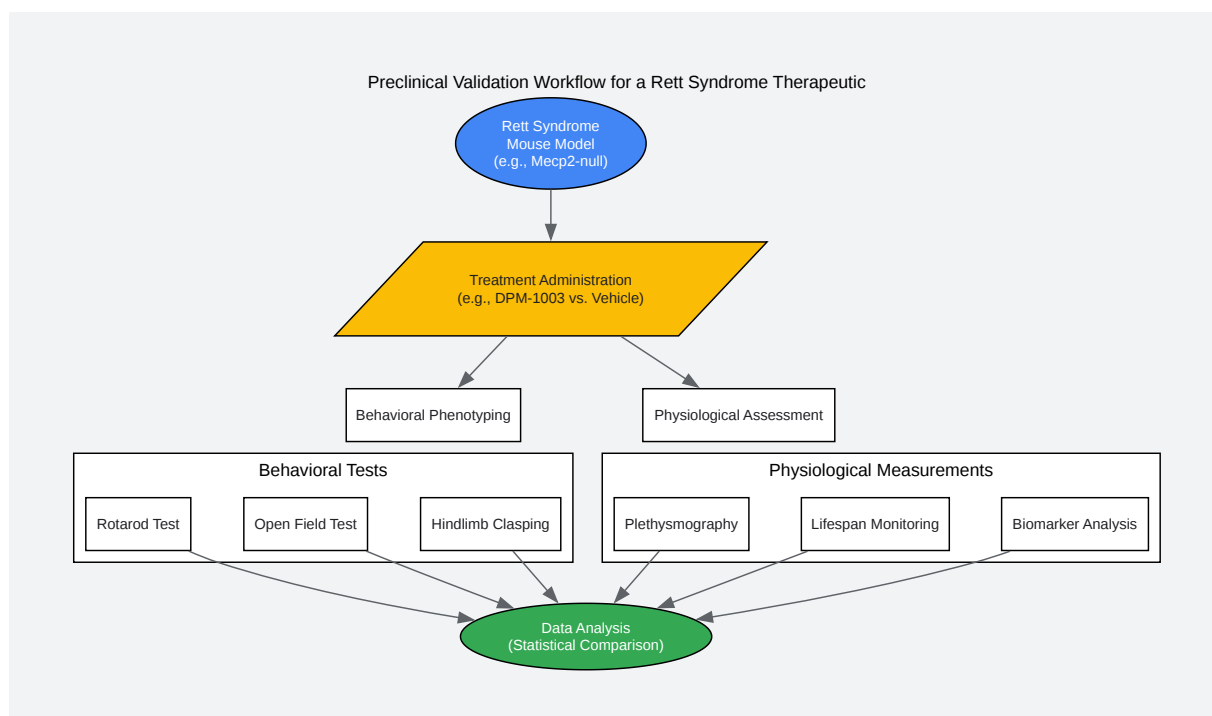 Preclinical Validation Workflow for a Rett Syndrome Therapeutic
Rett Syndrome
Mouse Model
(e.g., Mecp2-null)
Treatment Administration
(e.g., DPM-1003 vs. Vehicle)
Behavioral Phenotyping
Physiological Assessment
Behavioral Tests
Rotarod Test
Open Field Test
Hindlimb Clasping
Physiological Measurements
Plethysmography
Lifespan Monitoring
Biomarker Analysis
Data Analysis
(Statistical Comparison)